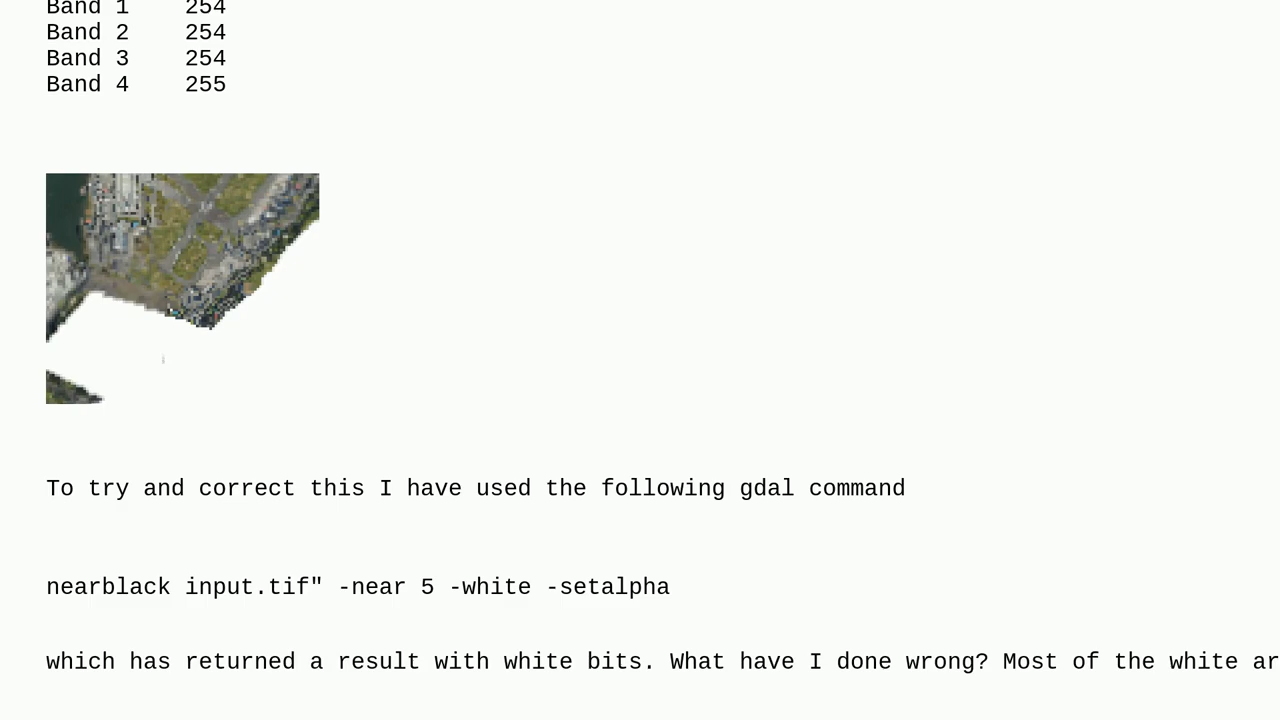 Band 1    254
Band 2    254
Band 3    254
Band 4    255
To try and correct this I have used the following gdal command
nearblack input.tif" -near 5 -white -setalpha
which has returned a result with white bits. What have I done wrong? Most of the white